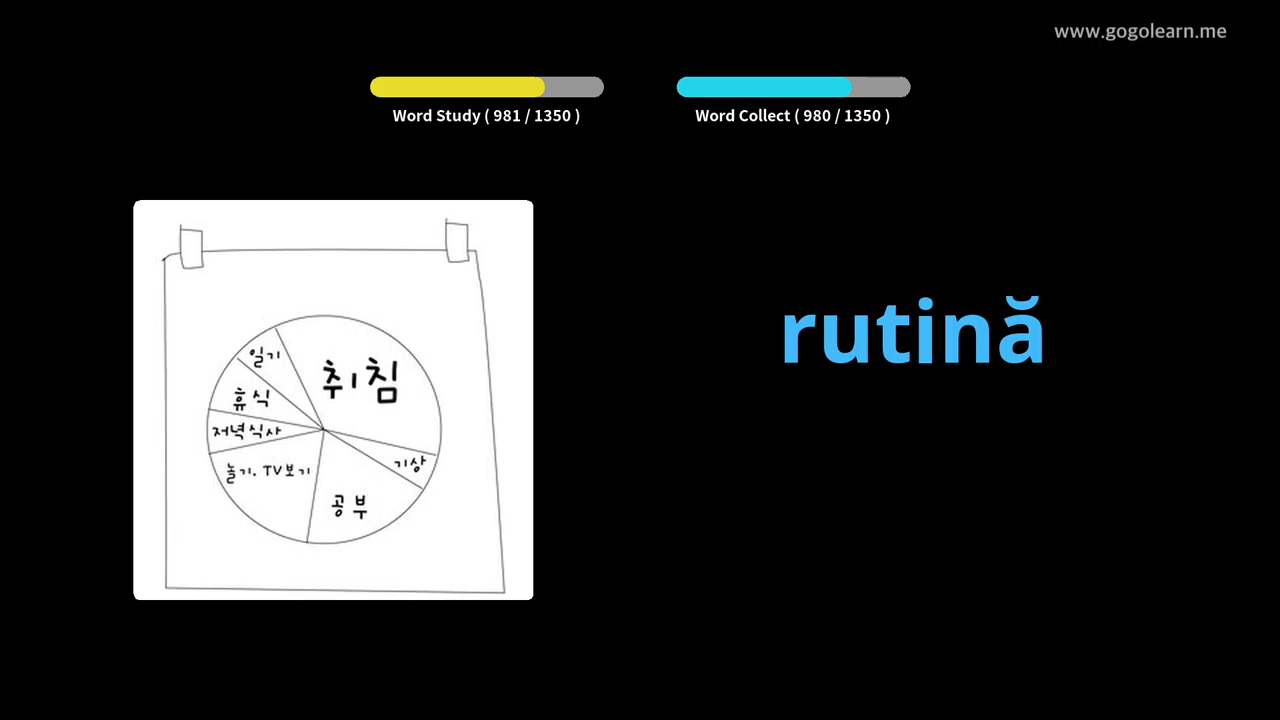 www.gogolearn.me
Word Study ( 981 / 1350 )
Word Collect ( 980 / 1350 )
일기
취침
휴식
저녁식사
기상
놀기. TV보기
공부
rutină